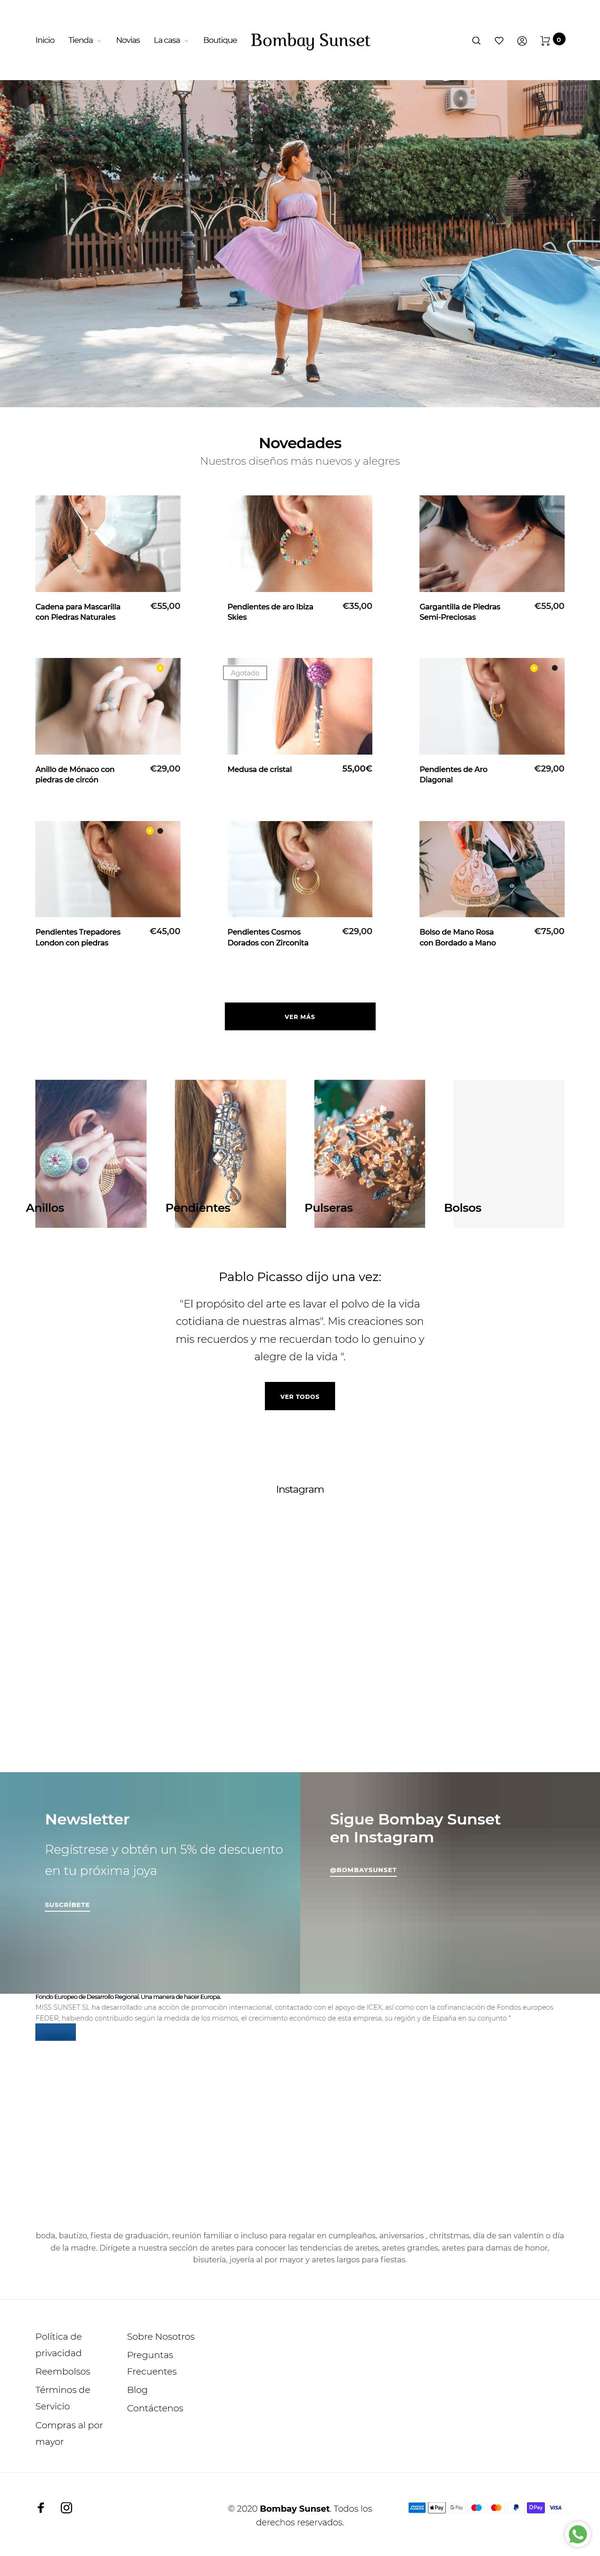 Inicio Tienda Novias La casa Boutique Bombay Sunset 0
Novedades
Nuestros diseños más nuevos y alegres
Cadena para Mascarilla con Piedras Naturales €55,00
Pendientes de aro Ibiza Skies €35,00
Gargantilla de Piedras Semi-Preciosas €55,00
Anillo de Mónaco con piedras de circón €29,00
Agotado
Medusa de cristal 55,00€
Pendientes de Aro Diagonal €29,00
Pendientes Trepadores London con piedras €45,00
Pendientes Cosmos Dorados con Zirconita €29,00
Bolso de Mano Rosa con Bordado a Mano €75,00
VER MÁS
Anillos
Pendientes
Pulseras
Bolsos
Pablo Picasso dijo una vez:
"El propósito del arte es lavar el polvo de la vida
cotidiana de nuestras almas". Mis creaciones son
mis recuerdos y me recuerdan todo lo genuino y
alegre de la vida ".
VER TODOS
Instagram
Newsletter
Regístrese y obtén un 5% de descuento
en tu próxima joya
SUSCRÍBETE
Sigue Bombay Sunset
en Instagram
@BOMBAYSUNSET
Fondo Europeo de Desarrollo Regional. Una manera de hacer Europa.
MISS SUNSET SL ha desarrollado una acción de promoción internacional, contactado con el apoyo de ICEX, así como con la cofinanciación de Fondos europeos
FEDER, habiendo contribuido según la medida de los mismos, el crecimiento económico de esta empresa, su región y de España en su conjunto "
boda, bautizo, fiesta de graduación, reunión familiar o incluso para regalar en cumpleaños, aniversarios , chritstmas, día de san valentín o día
de la madre. Dirígete a nuestra sección de aretes para conocer las tendencias de aretes, aretes grandes, aretes para damas de honor,
bisutería, joyería al por mayor y aretes largos para fiestas.
Política de
privacidad
Reembolsos
Términos de
Servicio
Compras al por
mayor
Sobre Nosotros
Preguntas
Frecuentes
Blog
Contáctenos
© 2020 Bombay Sunset. Todos los
derechos reservados.
Pay G Pay Pay VISA